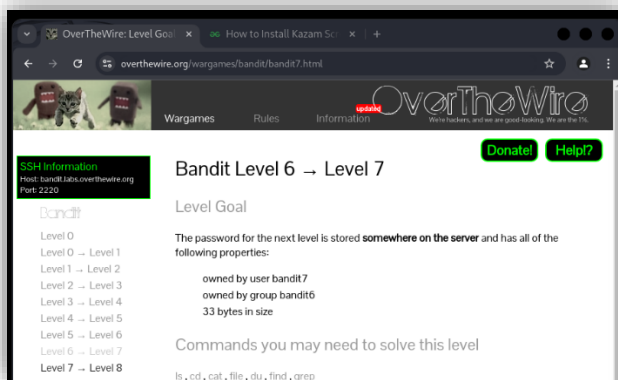 OverTheWire: Level Goal
How to Install Kazam Scr
overthewire.org/wargames/bandit/bandit7.html
OverTheWire
updated
We're hackers, and we are good-looking. We are the 1%.
Wargames Rules Information
Donate! Help!?
SSH Information
Host: bandit.labs.overthewire.org
Port: 2220
Bandit
Level 0
Level 0 → Level 1
Level 1 → Level 2
Level 2 → Level 3
Level 3 → Level 4
Level 4 → Level 5
Level 5 → Level 6
Level 6 → Level 7
Level 7 → Level 8
Bandit Level 6 → Level 7
Level Goal
The password for the next level is stored somewhere on the server and has all of the
following properties:
owned by user bandit7
owned by group bandit6
33 bytes in size
Commands you may need to solve this level
ls , cd , cat , file , du , find , grep